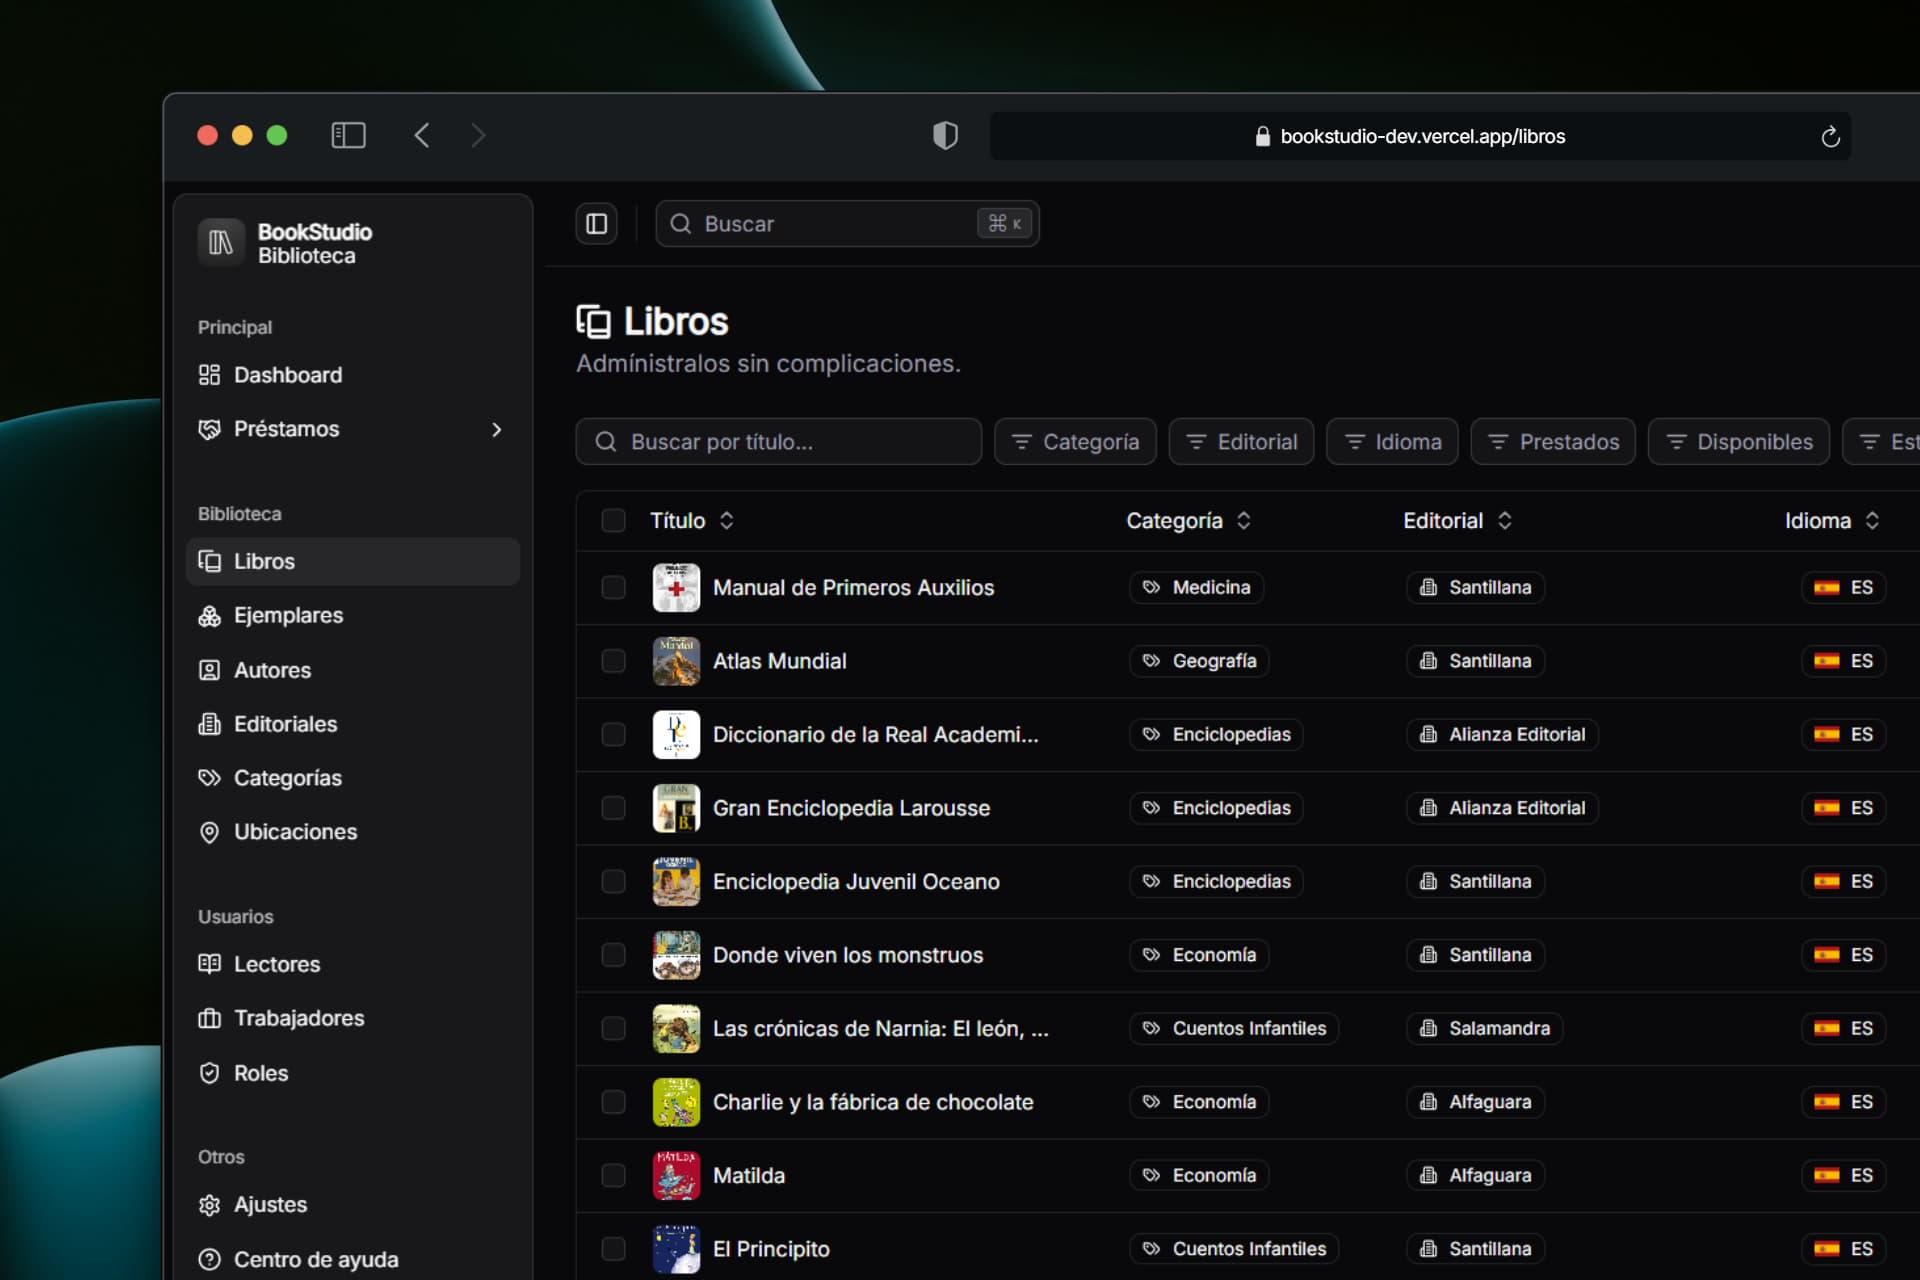 bookstudio-dev.vercel.app/libros
BookStudio
Biblioteca
Buscar
⌘ K
Principal
Dashboard
Préstamos
Biblioteca
Libros
Ejemplares
Autores
Editoriales
Categorías
Ubicaciones
Usuarios
Lectores
Trabajadores
Roles
Otros
Ajustes
Centro de ayuda
Libros
Admínistralos sin complicaciones.
Buscar por título... Categoría Editorial Idioma Prestados Disponibles Est
Título Categoría Editorial Idioma
Manual de Primeros Auxilios Medicina Santillana ES
Atlas Mundial Geografía Santillana ES
Diccionario de la Real Academi... Enciclopedias Alianza Editorial ES
Gran Enciclopedia Larousse Enciclopedias Alianza Editorial ES
Enciclopedia Juvenil Oceano Enciclopedias Santillana ES
Donde viven los monstruos Economía Santillana ES
Las crónicas de Narnia: El león, ... Cuentos Infantiles Salamandra ES
Charlie y la fábrica de chocolate Economía Alfaguara ES
MATILDA
Matilda Economía Alfaguara ES
El Principito Cuentos Infantiles Santillana ES